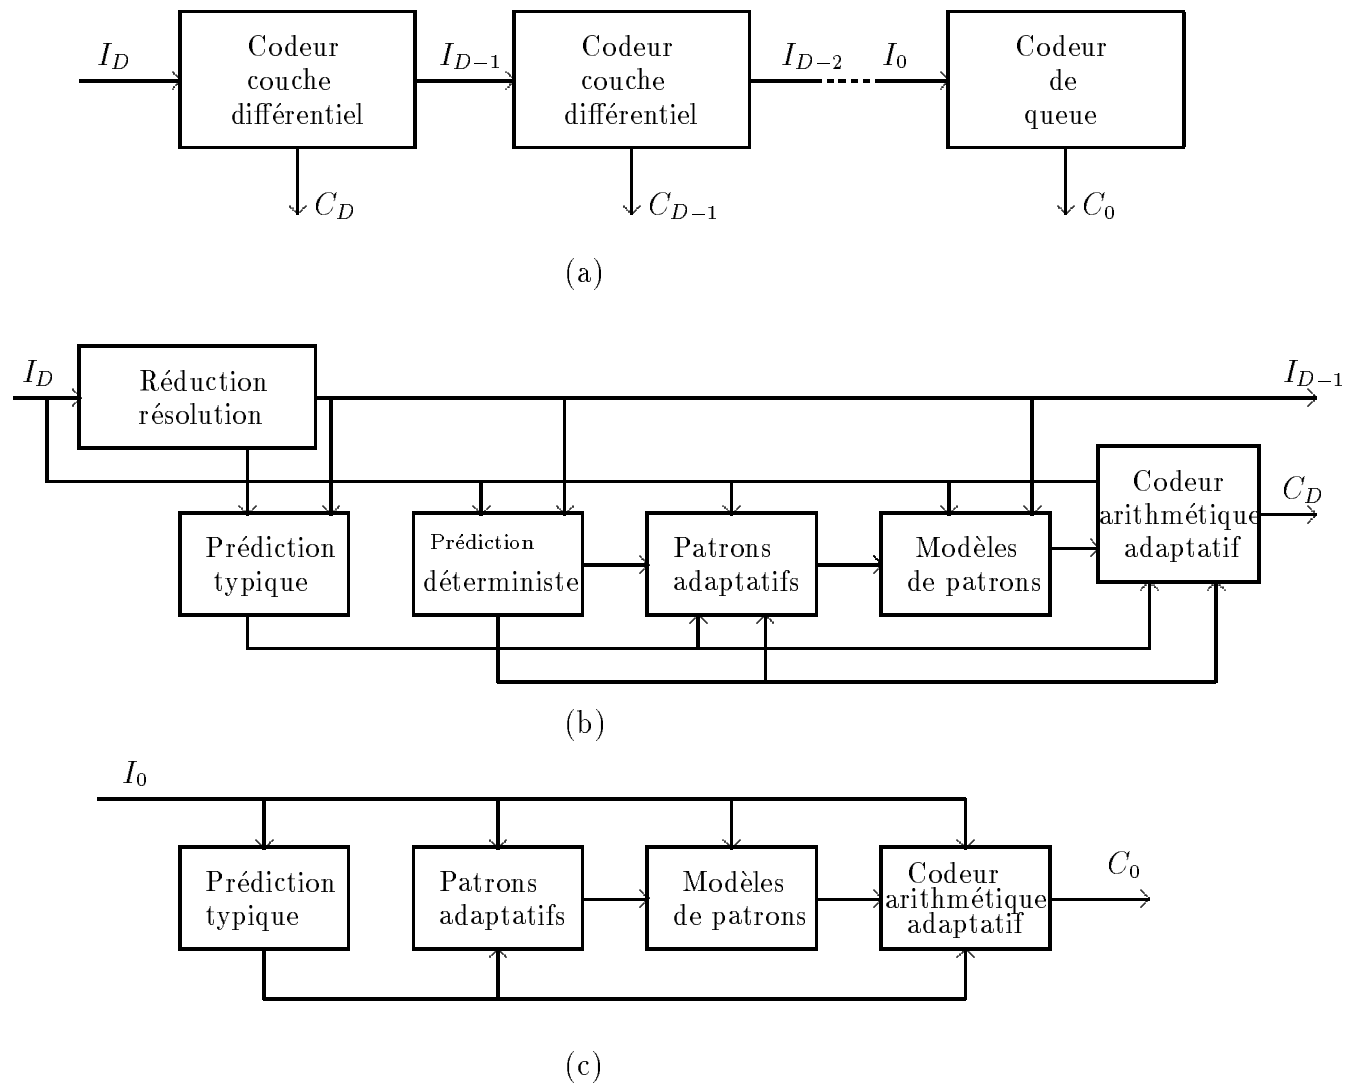 I_D
Codeur
couche
différentiel
I_{D-1}
Codeur
couche
différentiel
I_{D-2}
I_0
Codeur
de
queue
C_D
C_{D-1}
C_0
(a)
I_D
Réduction
résolution
I_{D-1}
Prédiction
typique
Prédiction
déterministe
Patrons
adaptatifs
Modèles
de patrons
Codeur
arithmétique
adaptatif
C_D
(b)
I_0
Prédiction
typique
Patrons
adaptatifs
Modèles
de patrons
Codeur
arithmétique
adaptatif
C_0
(c)